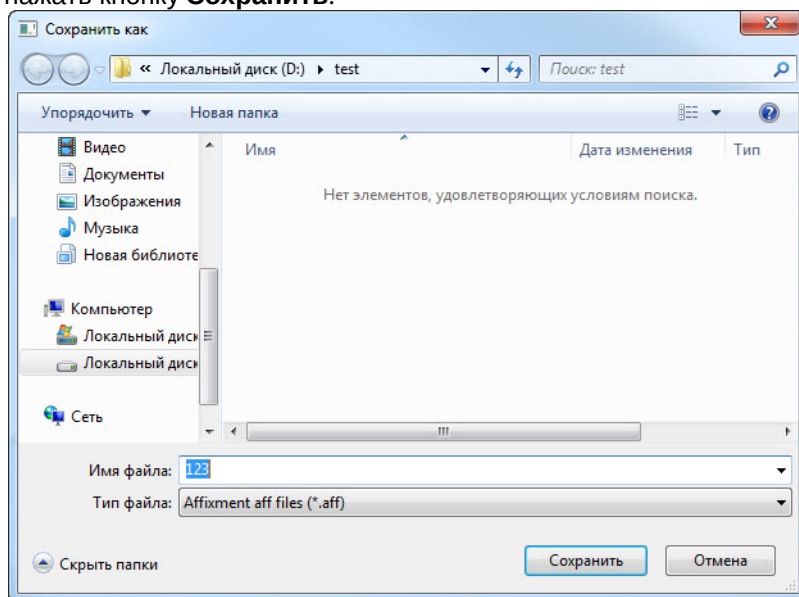 нажать кнопку Сохранить.
Сохранить как
« Локальный диск (D:) ▸ test
Поиск: test
Упорядочить ▾ Новая папка
Имя Дата изменения Тип
Нет элементов, удовлетворяющих условиям поиска.
Видео
Документы
Изображения
Музыка
Новая библиоте
Компьютер
Локальный диск
Локальный диск
Сеть
Имя файла: 123
Тип файла: Affixment aff files (*.aff)
Скрыть папки
Сохранить Отмена